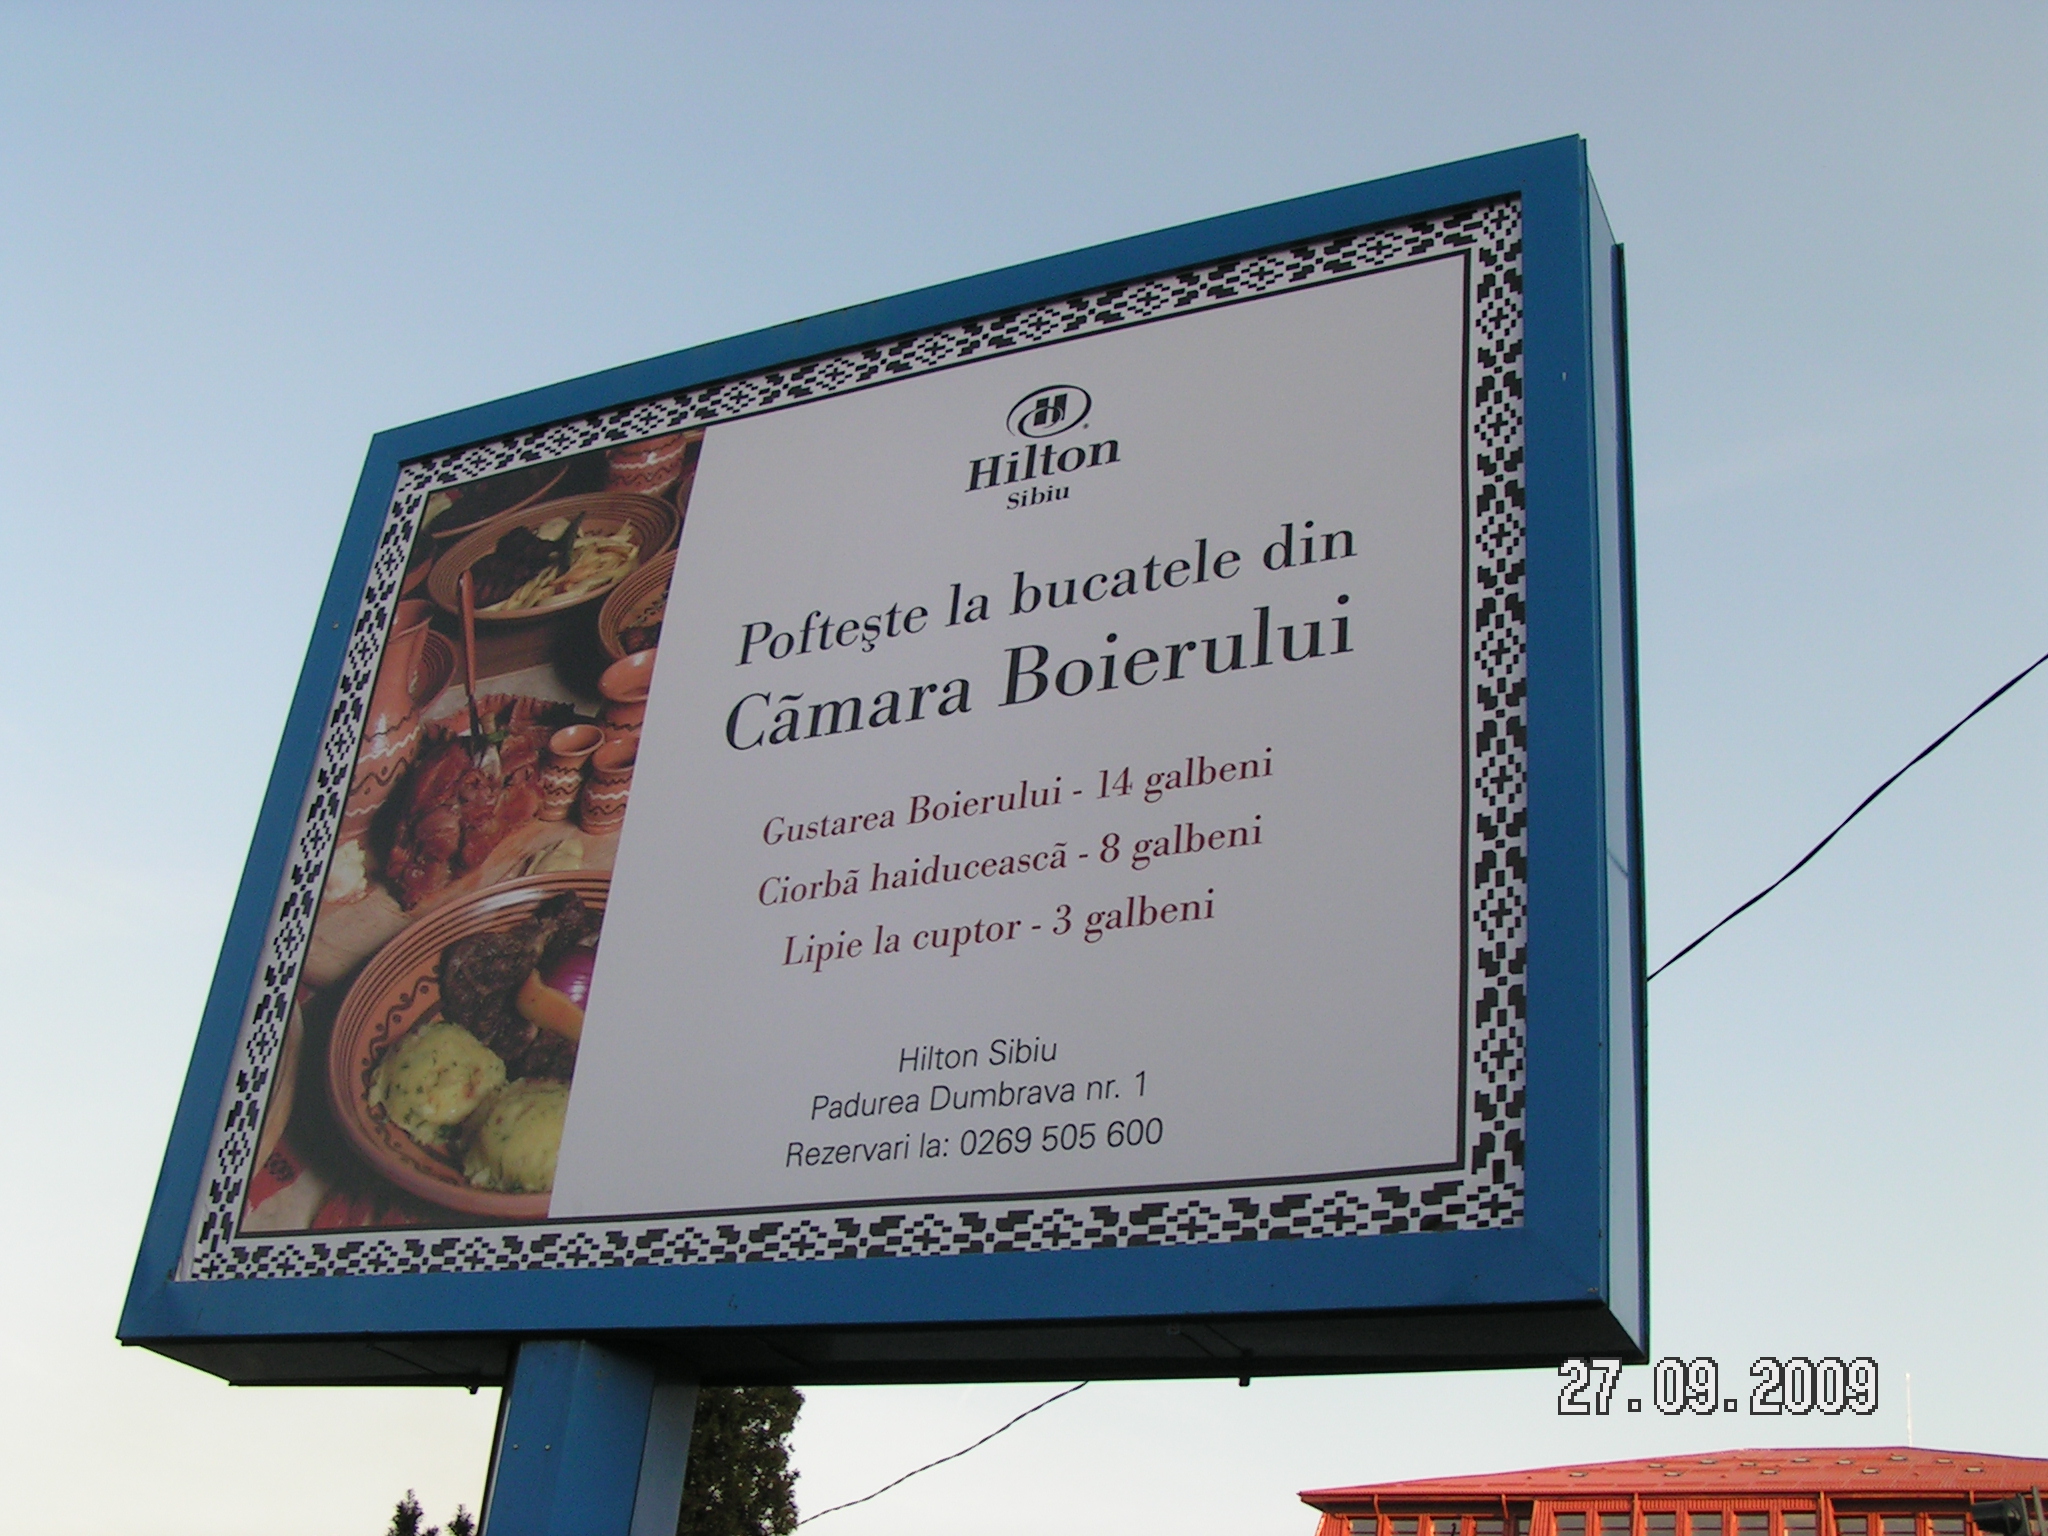 H
Hilton
Sibiu
Pofteşte la bucatele din
Cãmara Boierului
Gustarea Boierului - 14 galbeni
Ciorbã haiduceascã - 8 galbeni
Lipie la cuptor - 3 galbeni
Hilton Sibiu
Padurea Dumbrava nr. 1
Rezervari la: 0269 505 600
27.09.2009